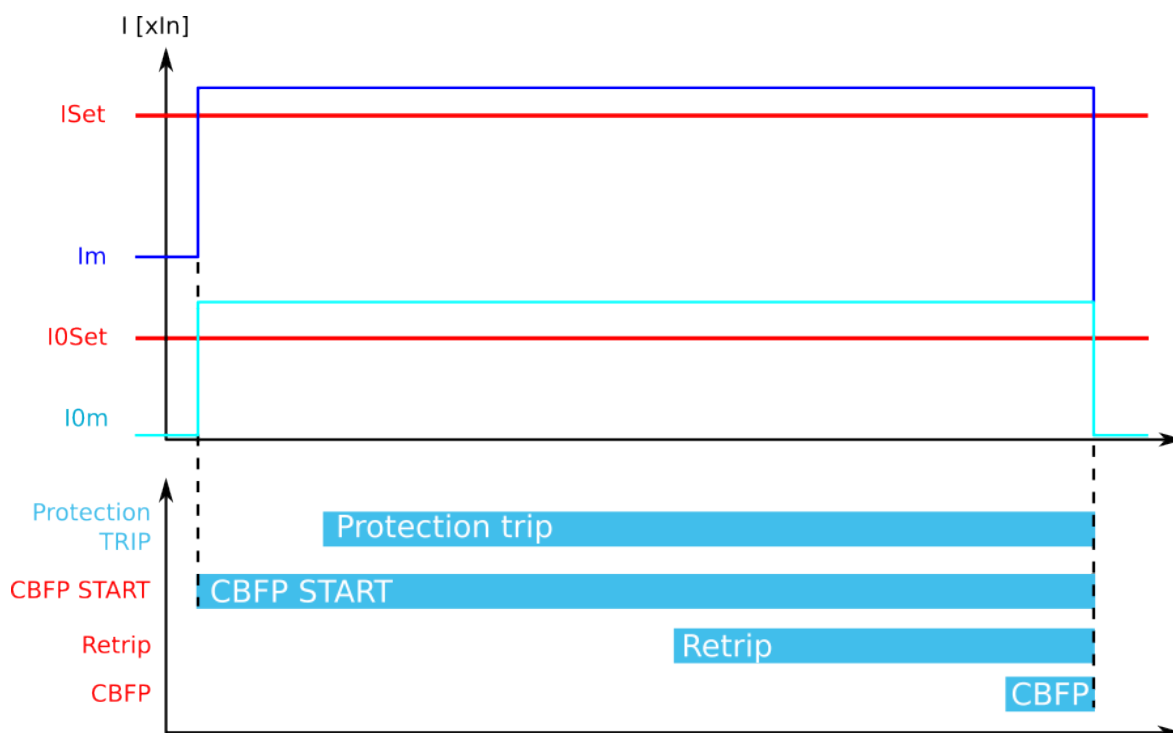 I [xIn]
ISet
Im
I0Set
I0m
Protection
TRIP
Protection trip
CBFP START
CBFP START
Retrip
Retrip
CBFP
CBFP